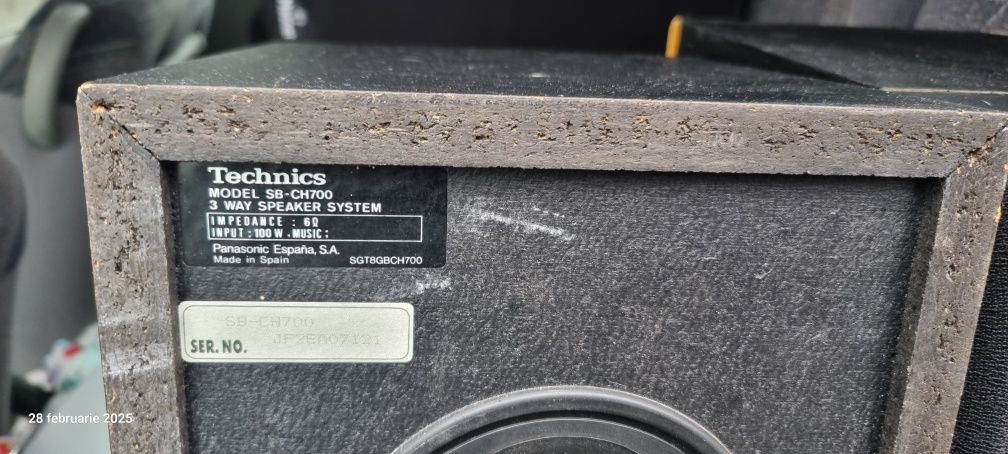 Technics
MODEL SB-CH700
3 WAY SPEAKER SYSTEM
IMPEDANCE : 6Ω
INPUT : 100 W . MUSIC :
Panasonic España, S.A.
Made in Spain SGT8GBCH700
SB-CH700
SER. NO. JF2EA07121
28 februarie 2025